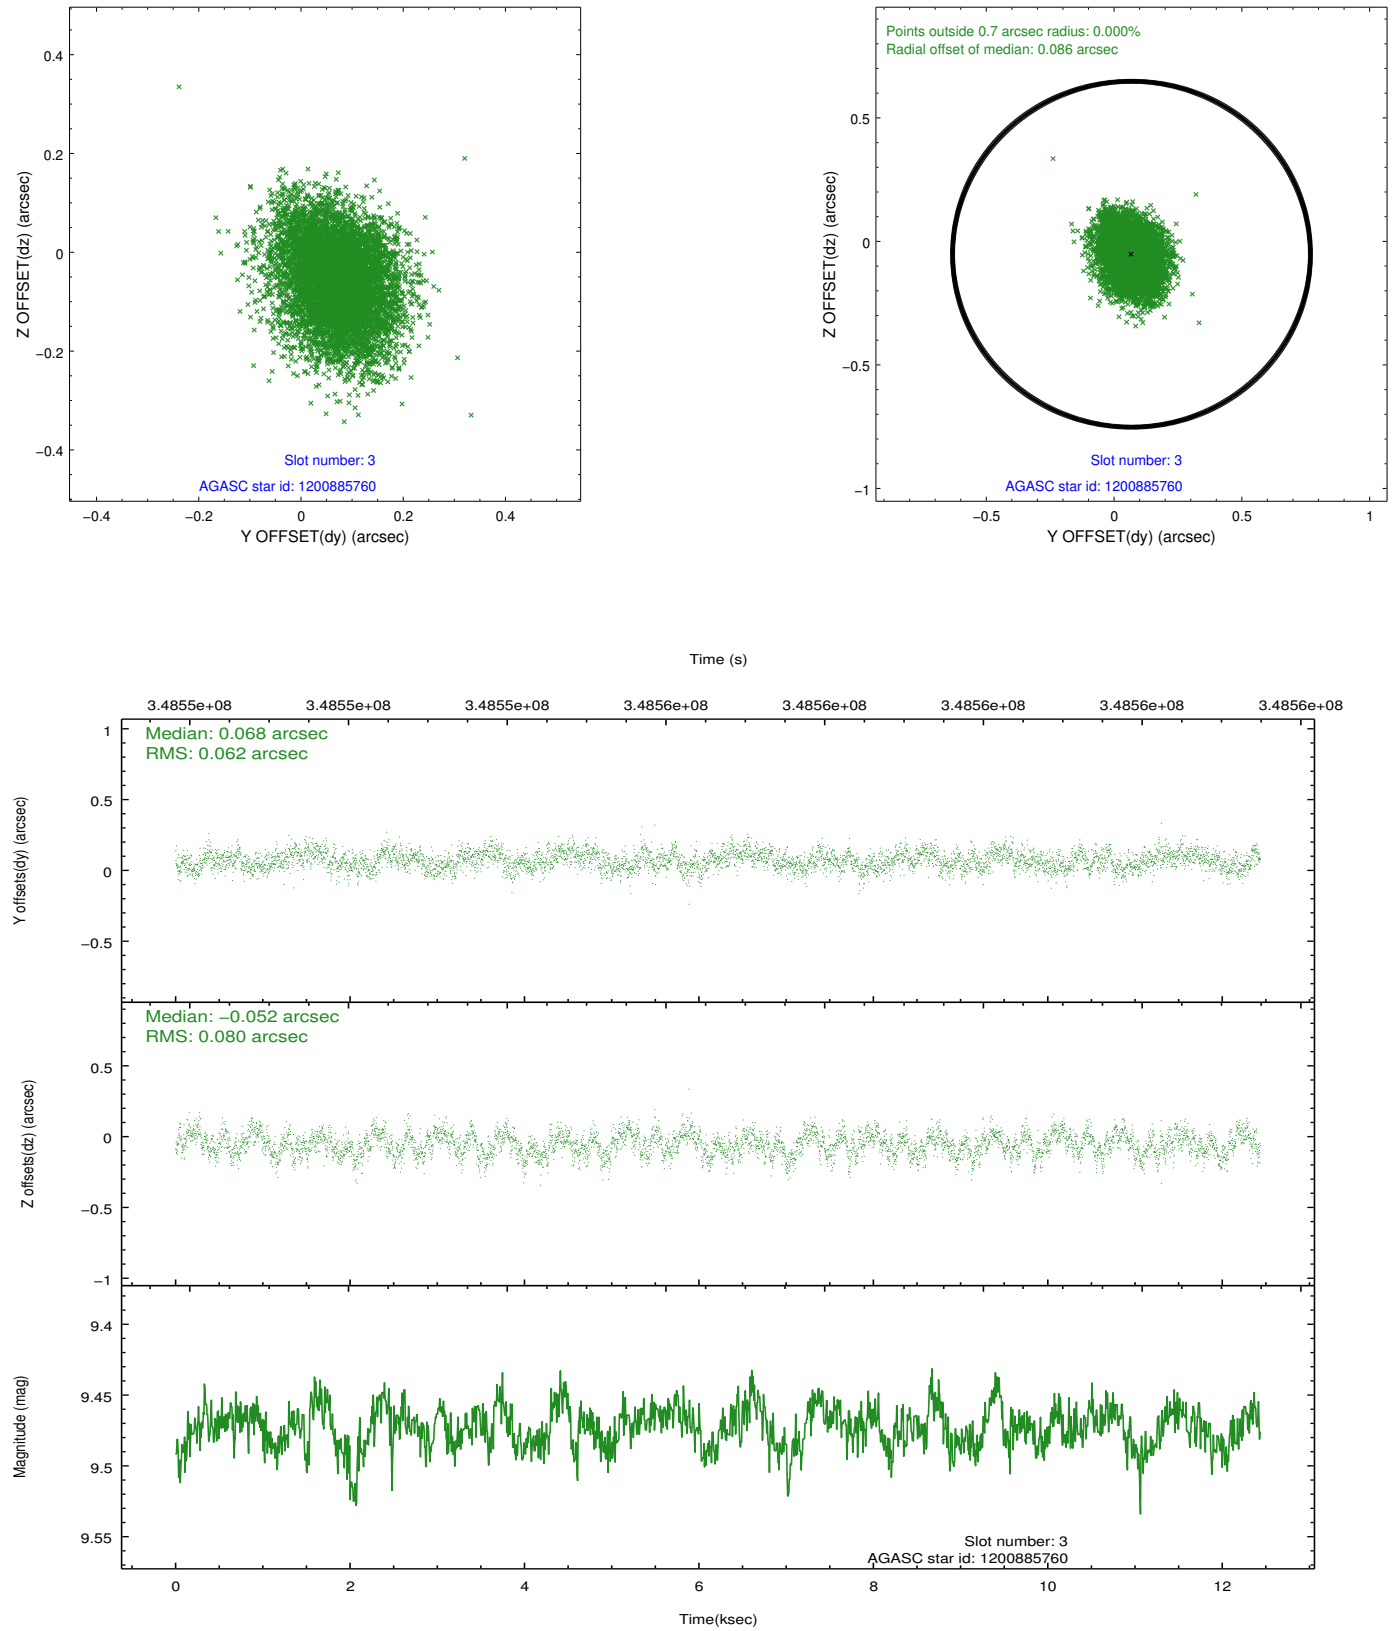 0.4
0.2
0
−0.2
−0.4
Z OFFSET(dz) (arcsec)
Slot number: 3
AGASC star id: 1200885760
−0.4 −0.2 0 0.2 0.4
Y OFFSET(dy) (arcsec)
Points outside 0.7 arcsec radius: 0.000%
Radial offset of median: 0.086 arcsec
0.5
0
−0.5
−1
Z OFFSET(dz) (arcsec)
Slot number: 3
AGASC star id: 1200885760
−0.5 0 0.5 1
Y OFFSET(dy) (arcsec)
Time (s)
3.4855e+08 3.4855e+08 3.4855e+08 3.4856e+08 3.4856e+08 3.4856e+08 3.4856e+08 3.4856e+08
Median: 0.068 arcsec
RMS: 0.062 arcsec
1
0.5
0
−0.5
Y offsets(dy) (arcsec)
Median: −0.052 arcsec
RMS: 0.080 arcsec
0.5
0
−0.5
−1
Z offsets(dz) (arcsec)
9.4
9.45
9.5
9.55
Magnitude (mag)
Slot number: 3
AGASC star id: 1200885760
0 2 4 6 8 10 12
Time(ksec)